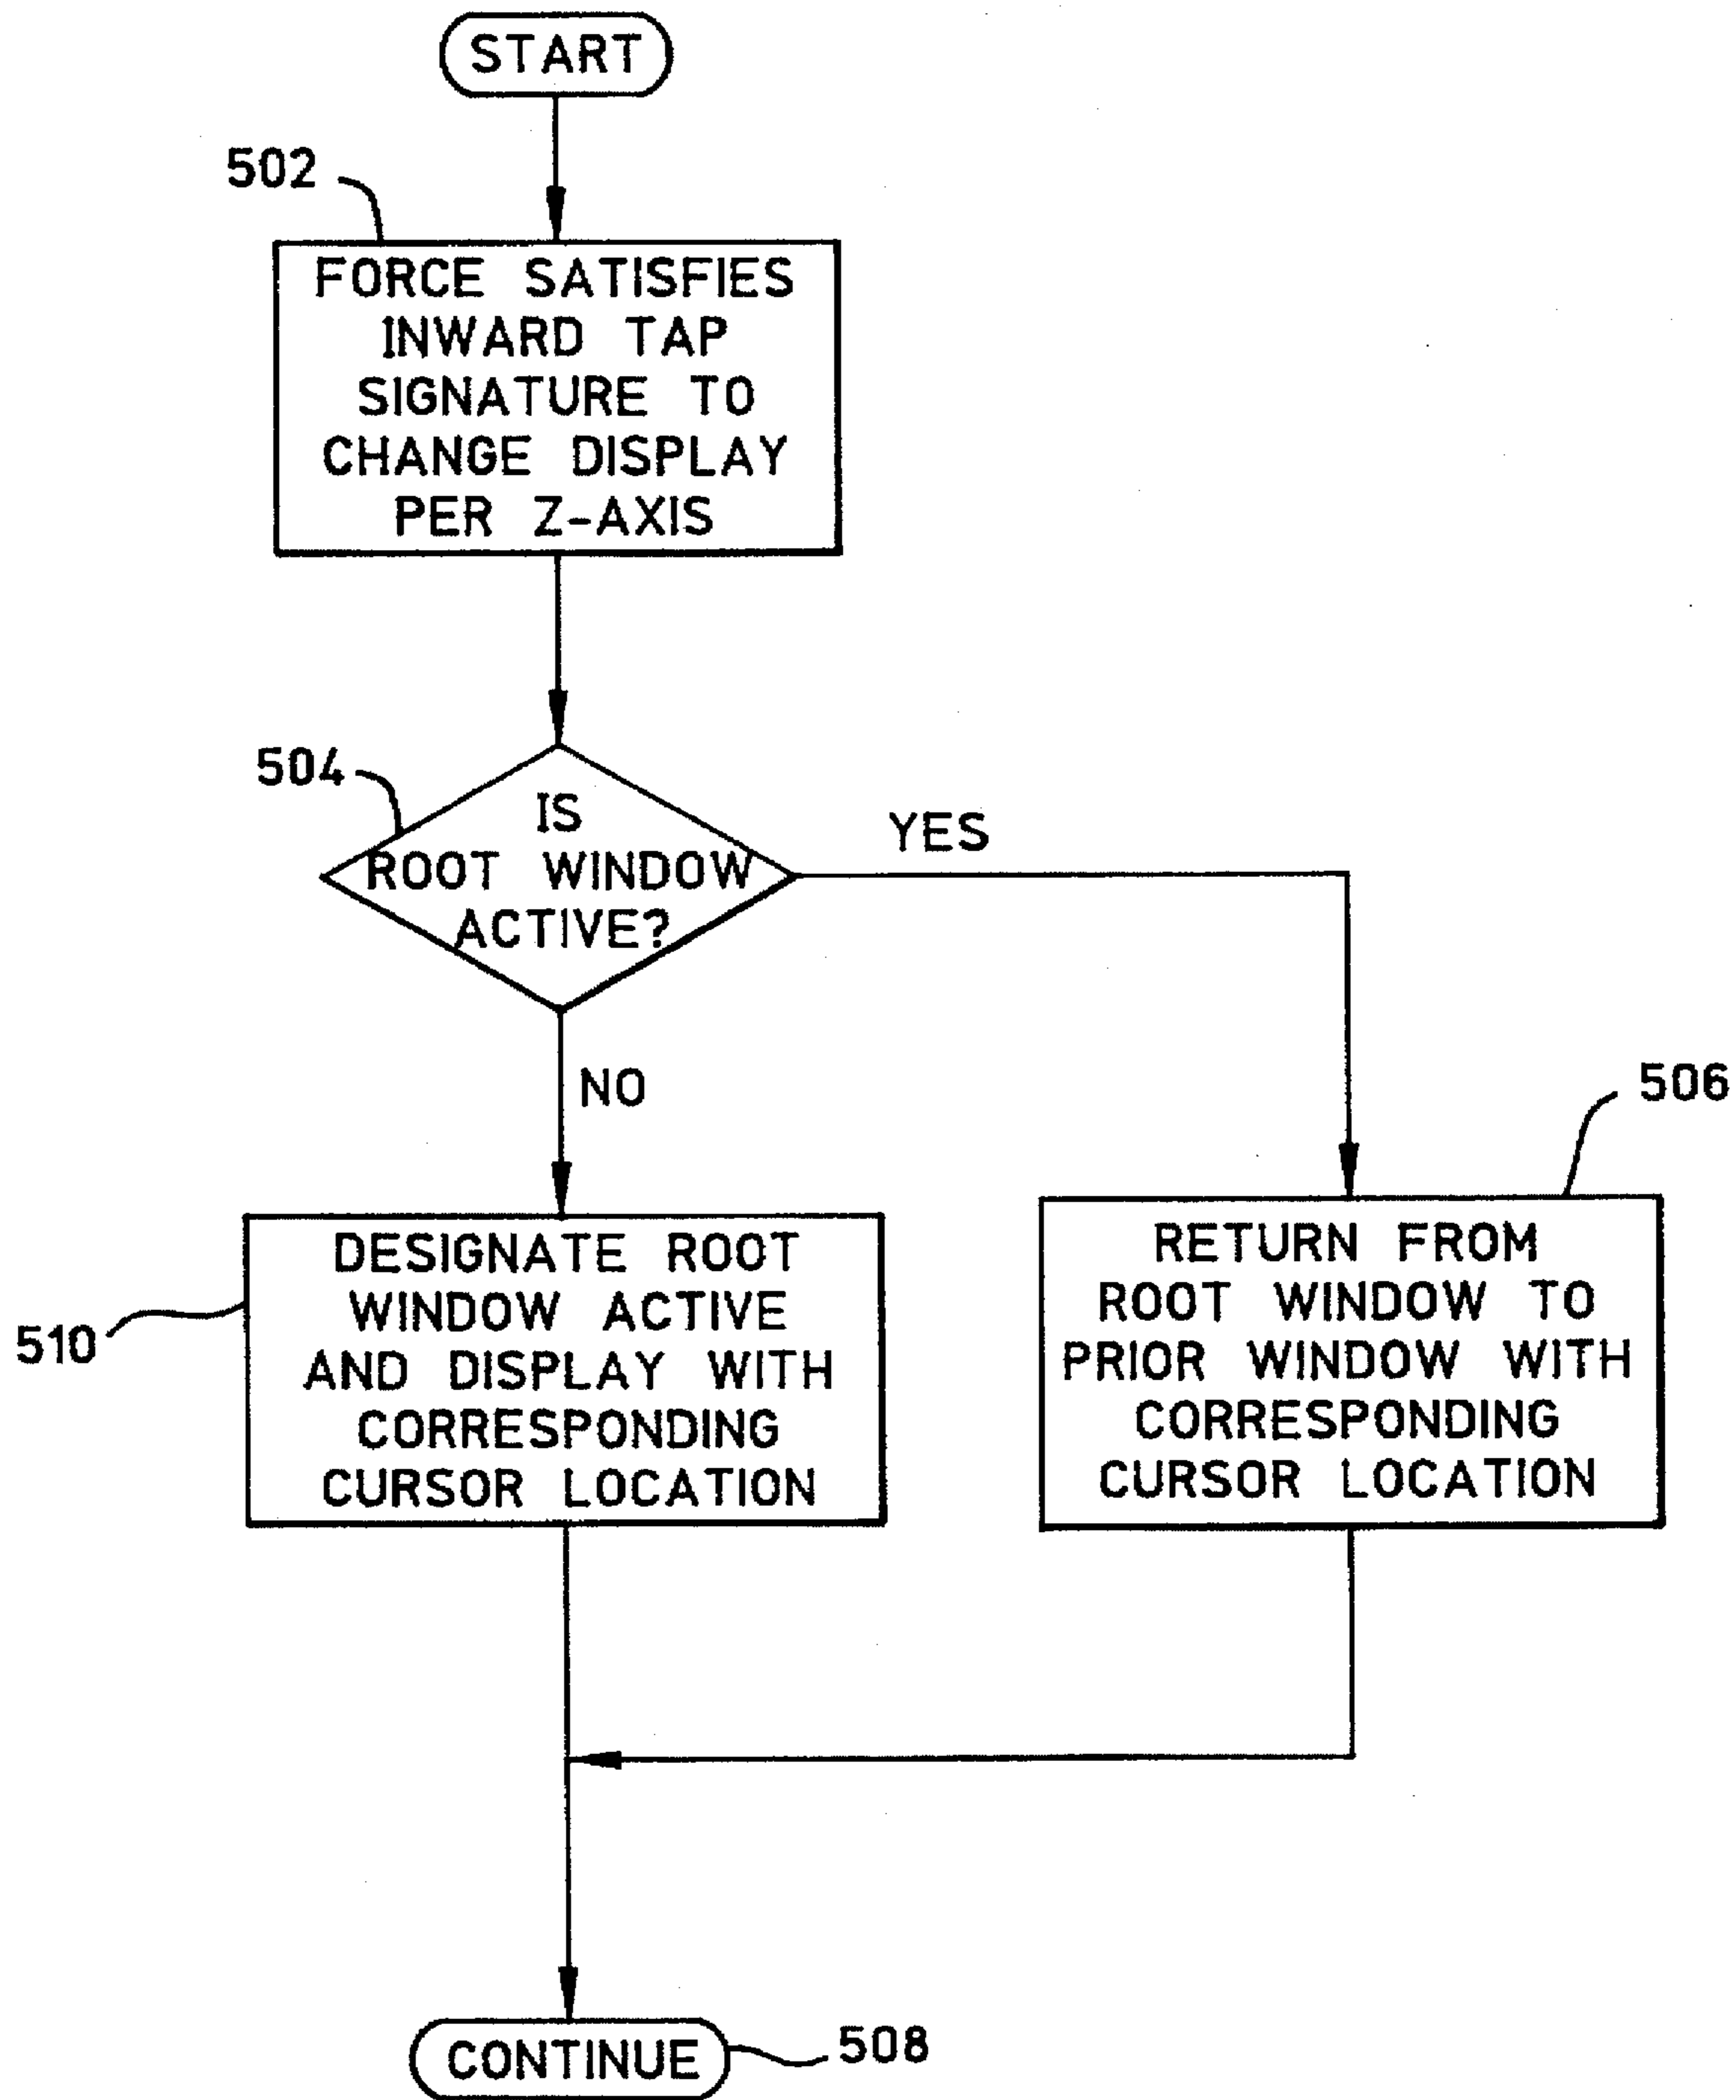 START
502
FORCE SATISFIES
INWARD TAP
SIGNATURE TO
CHANGE DISPLAY
PER Z-AXIS
504
IS
ROOT WINDOW
ACTIVE?
YES
NO
506
510
DESIGNATE ROOT
WINDOW ACTIVE
AND DISPLAY WITH
CORRESPONDING
CURSOR LOCATION
RETURN FROM
ROOT WINDOW TO
PRIOR WINDOW WITH
CORRESPONDING
CURSOR LOCATION
CONTINUE
508